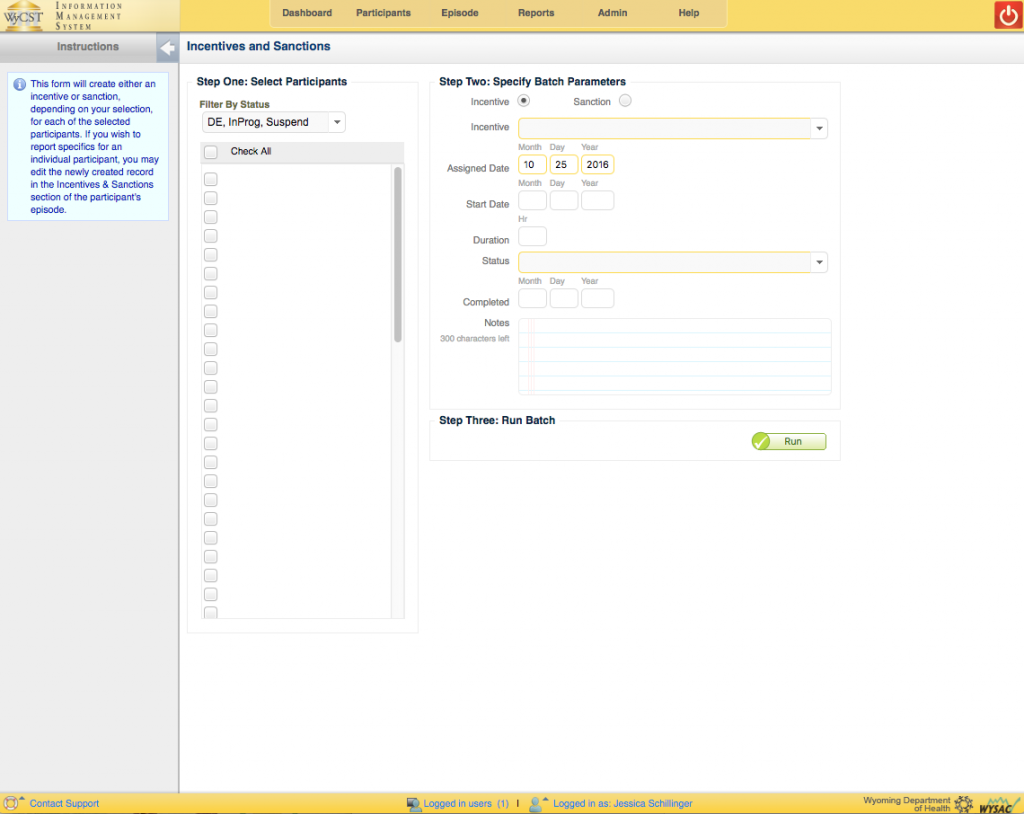 WyCST
Information
Management
System
Dashboard Participants Episode Reports Admin Help
Instructions
Incentives and Sanctions
This form will create either an
incentive or sanction,
depending on your selection,
for each of the selected
participants. If you wish to
report specifics for an
individual participant, you may
edit the newly created record
in the Incentives & Sanctions
section of the participant's
episode.
Step One: Select Participants
Filter By Status
DE, InProg, Suspend
Check All
Step Two: Specify Batch Parameters
Incentive Sanction
Incentive
Month Day Year
Assigned Date 10 25 2016
Month Day Year
Start Date
Hr
Duration
Status
Month Day Year
Completed
Notes
300 characters left
Step Three: Run Batch
Run
Contact Support
Logged in users (1) | Logged in as: Jessica Schillinger
Wyoming Department
of Health
WYSAC